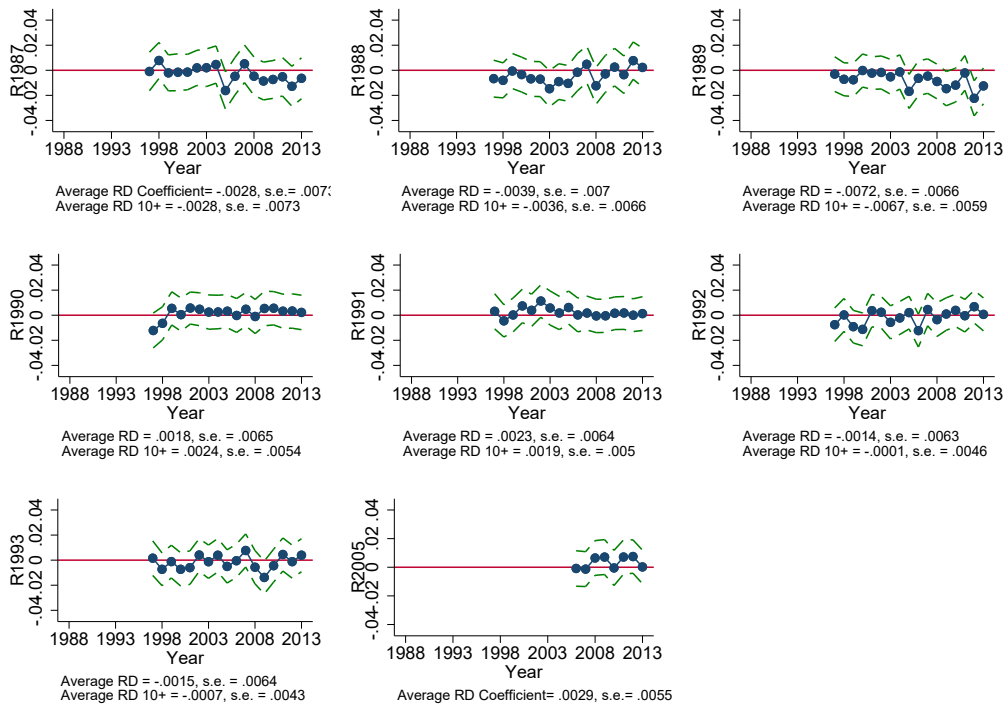 R1987
-.04.02 0 .02.04
1988 1993 1998 2003 2008 2013
Year
Average RD Coefficient= -.0028, s.e.= .0073
Average RD 10+ = -.0028, s.e = .0073
R1988
-.04.02 0 .02.04
1988 1993 1998 2003 2008 2013
Year
Average RD = -.0039, s.e. = .007
Average RD 10+ = -.0036, s.e = .0066
R1989
-.04.02 0 .02.04
1988 1993 1998 2003 2008 2013
Year
Average RD = -.0072, s.e. = .0066
Average RD 10+ = -.0067, s.e = .0059
R1990
-.04.02 0 .02.04
1988 1993 1998 2003 2008 2013
Year
Average RD = .0018, s.e. = .0065
Average RD 10+ = .0024, s.e = .0054
R1991
-.04.02 0 .02.04
1988 1993 1998 2003 2008 2013
Year
Average RD = .0023, s.e. = .0064
Average RD 10+ = .0019, s.e = .005
R1992
-.04.02 0 .02.04
1988 1993 1998 2003 2008 2013
Year
Average RD = -.0014, s.e. = .0063
Average RD 10+ = -.0001, s.e = .0046
R1993
-.04.02 0 .02.04
1988 1993 1998 2003 2008 2013
Year
Average RD = -.0015, s.e. = .0064
Average RD 10+ = -.0007, s.e = .0043
R2005
-.04.02 0 .02.04
1988 1993 1998 2003 2008 2013
Year
Average RD Coefficient= .0029, s.e.= .0055